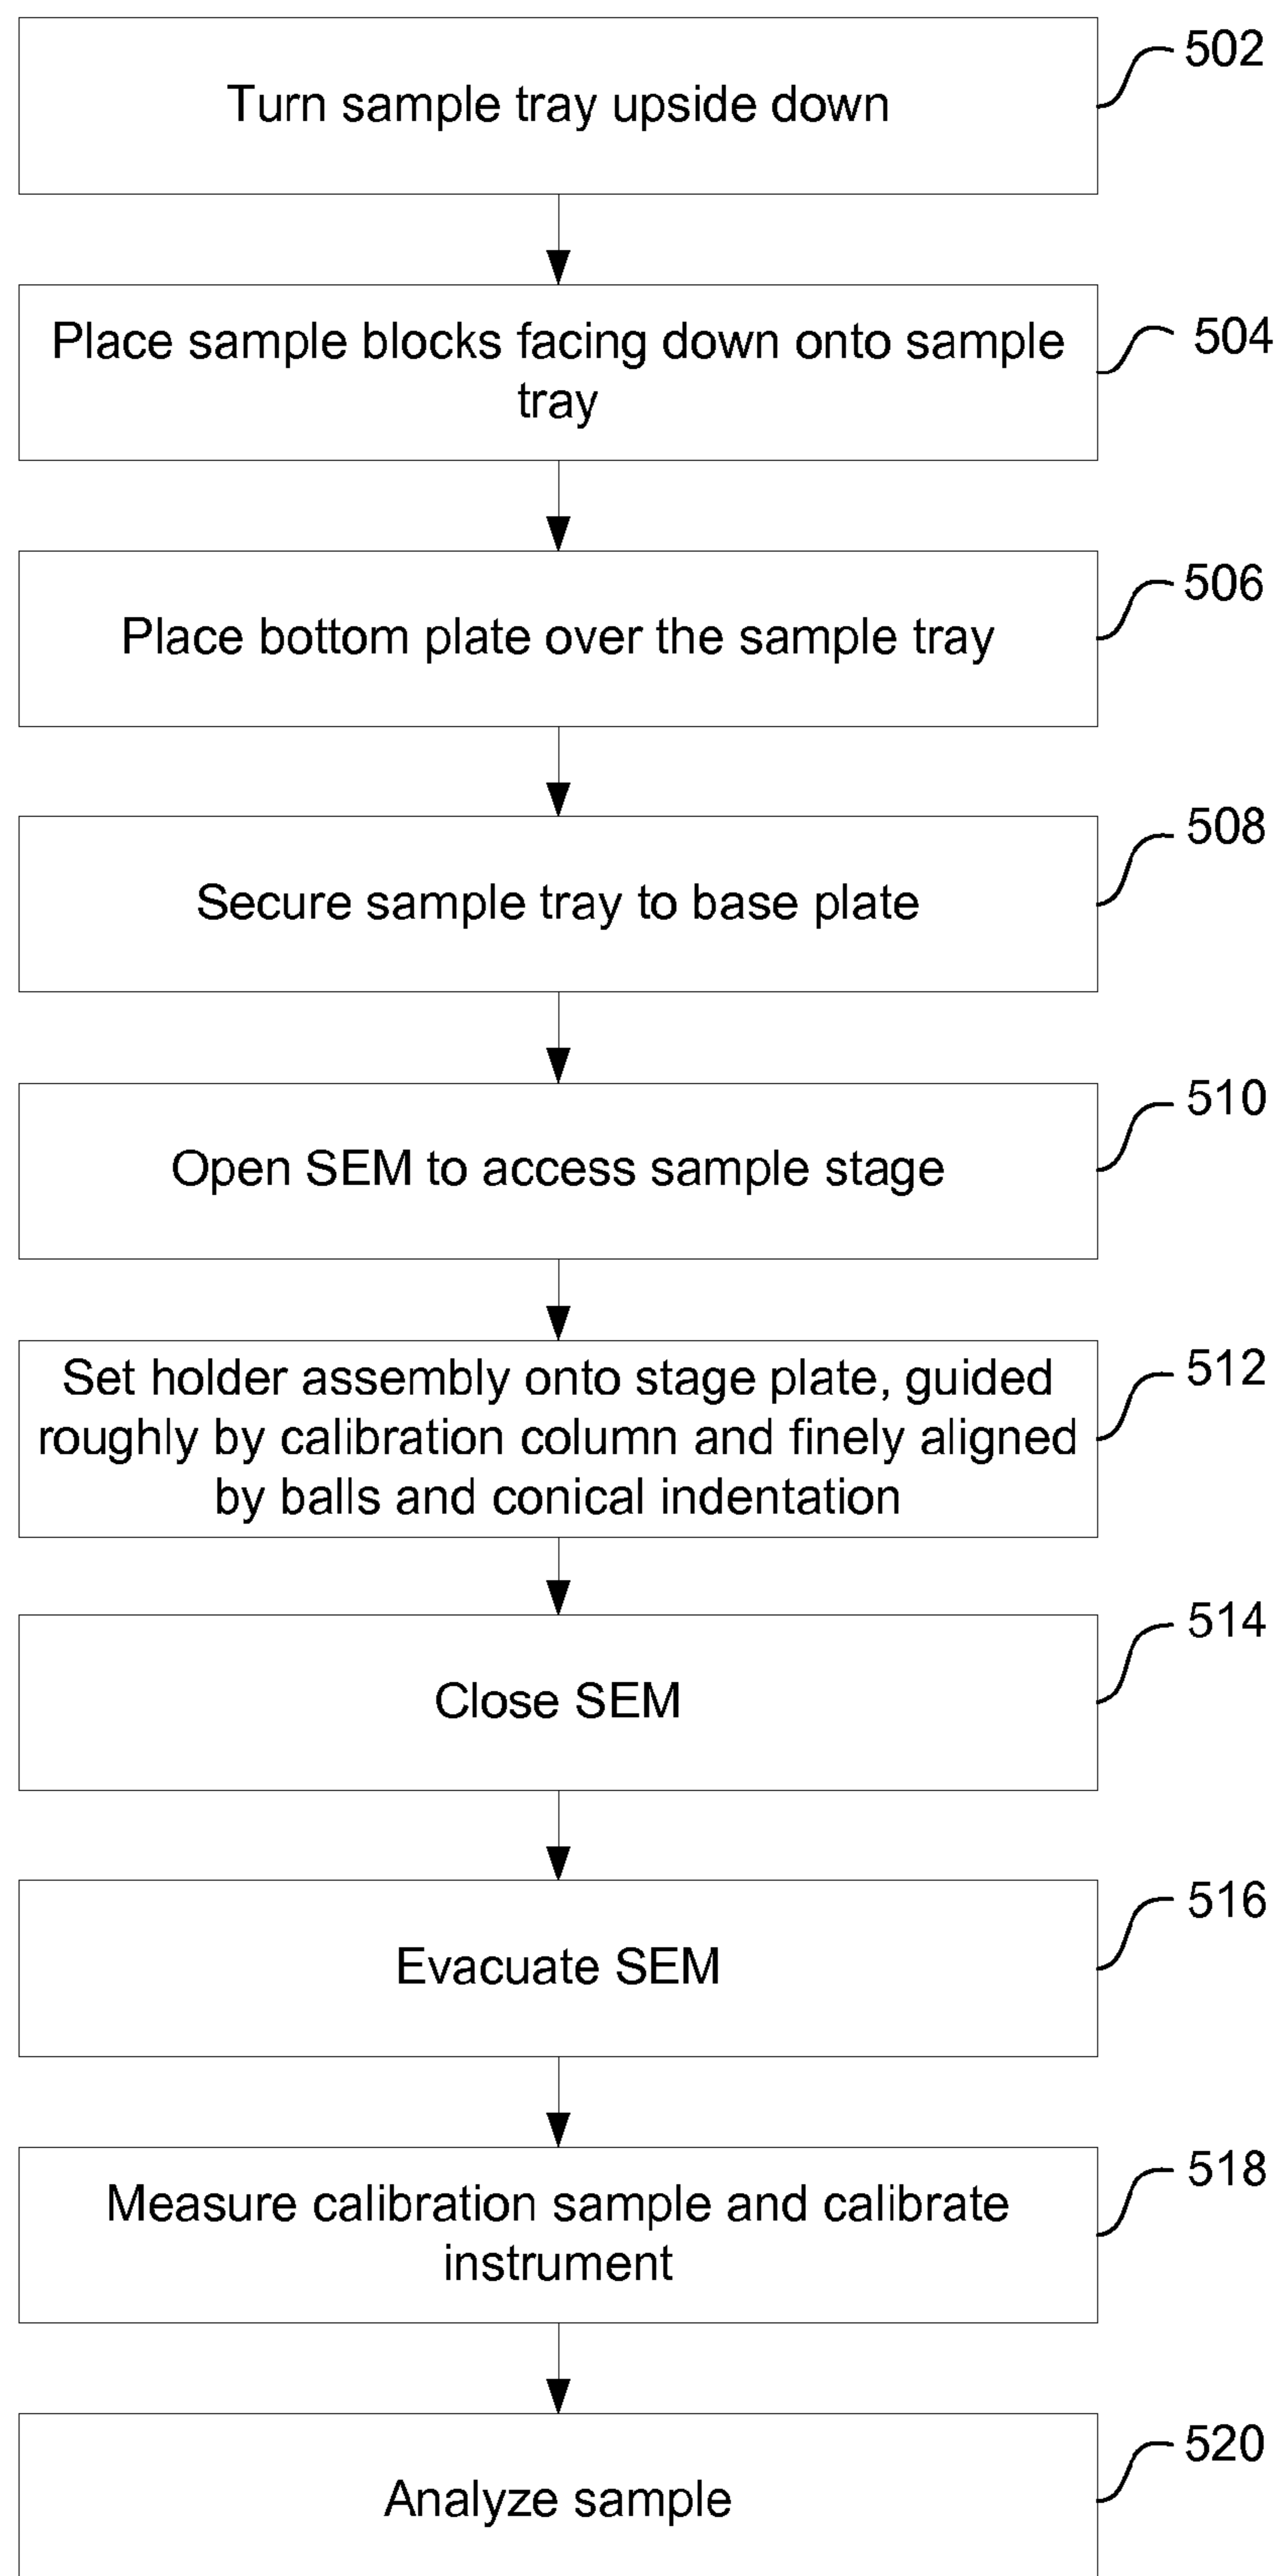 502
Turn sample tray upside down
504
Place sample blocks facing down onto sample
tray
506
Place bottom plate over the sample tray
508
Secure sample tray to base plate
510
Open SEM to access sample stage
512
Set holder assembly onto stage plate, guided
roughly by calibration column and finely aligned
by balls and conical indentation
514
Close SEM
516
Evacuate SEM
518
Measure calibration sample and calibrate
instrument
520
Analyze sample